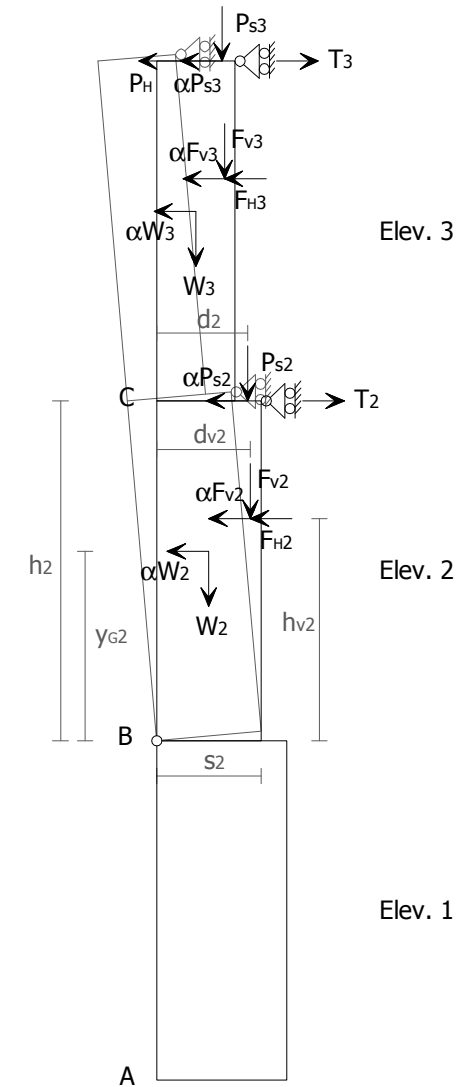 Ps3
T3
PH αPs3
Fv3
αFv3
FH3
αW3
Elev. 3
W3
d2
Ps2
αPs2
C
T2
dv2
Fv2
αFv2
FH2
h2
αW2
Elev. 2
yG2
W2
hv2
B
s2
Elev. 1
A